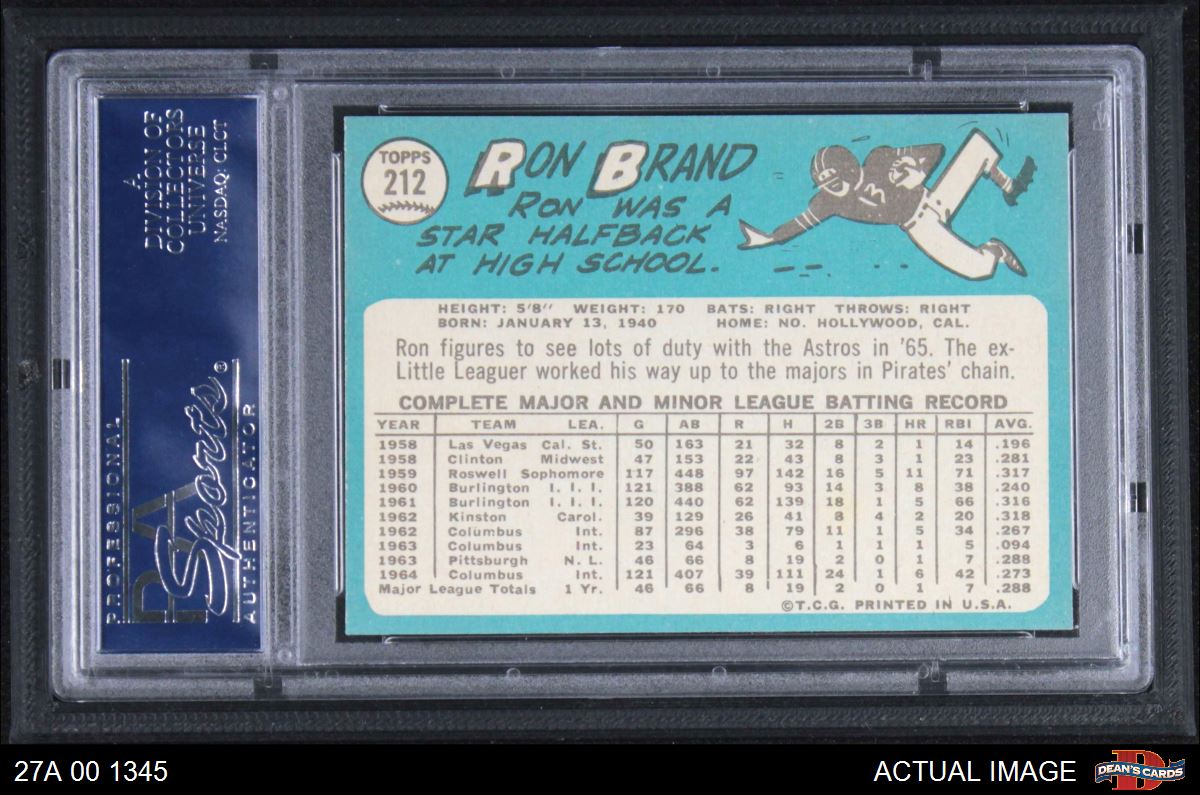 A
DIVISION OF
COLLECTORS
UNIVERSE
NASDAQ: CLCT
PROFESSIONAL
PSA
Sports ®
AUTHENTICATOR
TOPPS
212
RON BRAND
RON WAS A
STAR HALFBACK
AT HIGH SCHOOL.
3
HEIGHT: 5'8" WEIGHT: 170 BATS: RIGHT THROWS: RIGHT
BORN: JANUARY 13, 1940 HOME: NO. HOLLYWOOD, CAL.
Ron figures to see lots of duty with the Astros in '65. The ex-
Little Leaguer worked his way up to the majors in Pirates' chain.
COMPLETE MAJOR AND MINOR LEAGUE BATTING RECORD
YEAR TEAM LEA. G AB R H 2B 3B HR RBI AVG.
1958 Las Vegas Cal. St. 50 163 21 32 8 2 1 14 .196
1958 Clinton Midwest 47 153 22 43 8 3 1 23 .281
1959 Roswell Sophomore 117 448 97 142 16 5 11 71 .317
1960 Burlington I. I. I. 121 388 62 93 14 3 8 38 .240
1961 Burlington I. I. I. 120 440 62 139 18 1 5 66 .316
1962 Kinston Carol. 39 129 26 41 8 4 2 20 .318
1962 Columbus Int. 87 296 38 79 11 1 5 34 .267
1963 Columbus Int. 23 64 3 6 1 1 1 5 .094
1963 Pittsburgh N. L. 46 66 8 19 2 0 1 7 .288
1964 Columbus Int. 121 407 39 111 24 1 6 42 .273
Major League Totals 1 Yr. 46 66 8 19 2 0 1 7 .288
©T.C.G. PRINTED IN U.S.A.
27A 00 1345
ACTUAL IMAGE
D
DEAN'S CARDS